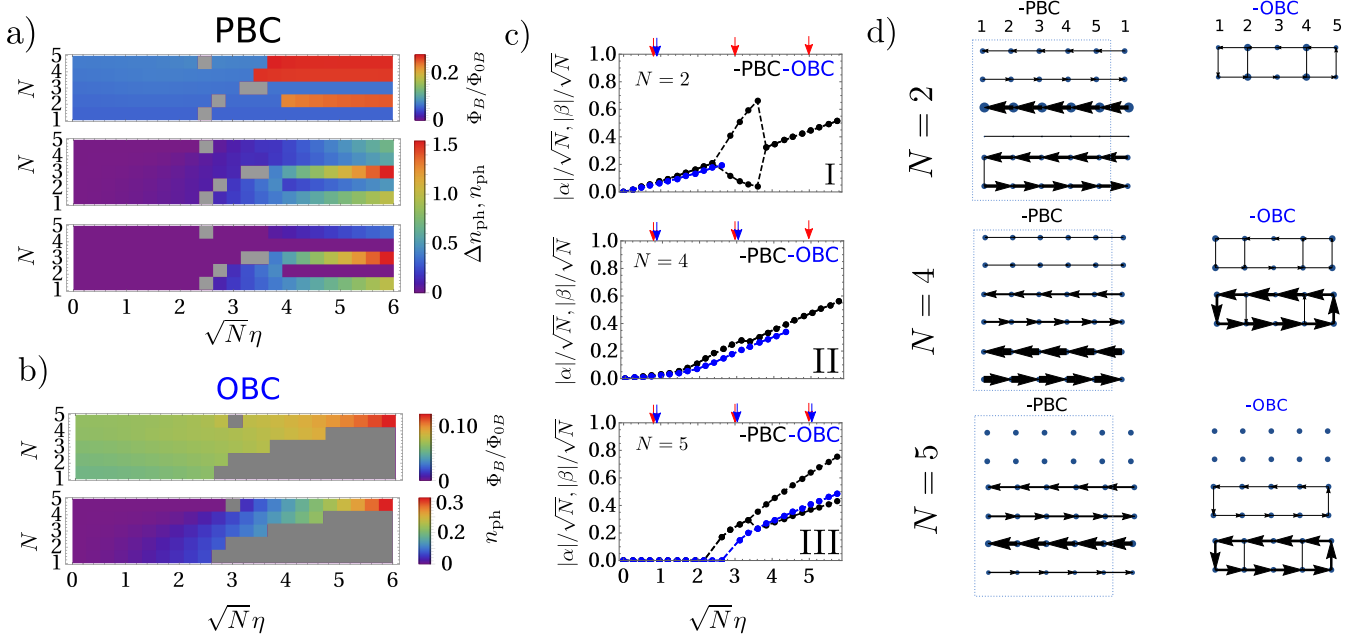 a)
PBC
N
5
4
3
2
1
0.2
0
Φ_B/Φ_0B
N
5
4
3
2
1
1.5
1.0
0.5
0
Δn_ph, n_ph
N
5
4
3
2
1
0 1 2 3 4 5 6
√N η
b)
OBC
N
5
4
3
2
1
0.10
0
Φ_B/Φ_0B
N
5
4
3
2
1
0.3
0.2
0
n_ph
0 1 2 3 4 5 6
√N η
c)
|α|/√N, |β|/√N
1.0
0.8
0.6
0.4
0.2
0.0
N = 2
-PBC-OBC
I
|α|/√N, |β|/√N
1.0
0.8
0.6
0.4
0.2
0.0
N = 4
-PBC-OBC
II
|α|/√N, |β|/√N
1.0
0.8
0.6
0.4
0.2
0.0
N = 5
-PBC-OBC
III
0 1 2 3 4 5
√N η
d)
N = 2
-PBC
1 2 3 4 5 1
-OBC
1 2 3 4 5
N = 4
-PBC
-OBC
N = 5
-PBC
-OBC